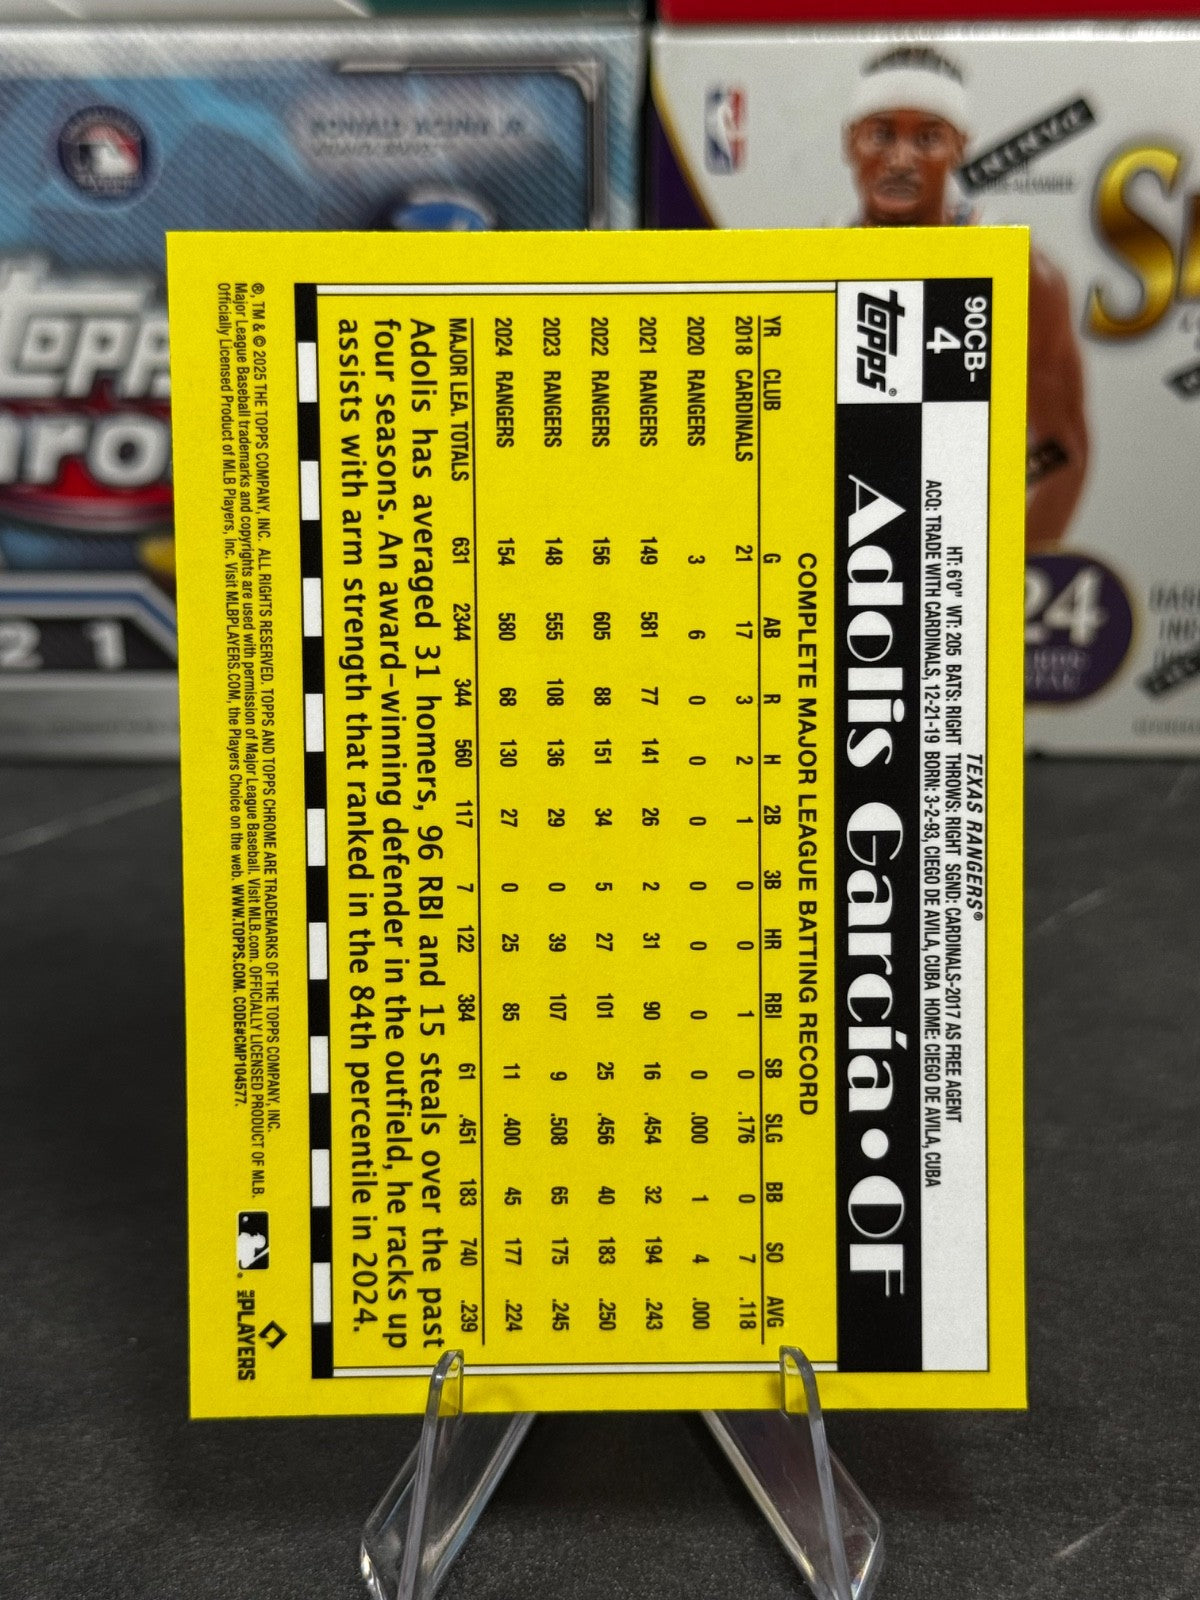 90CB-
4
TEXAS RANGERS®
HT: 6'0" WT: 205 BATS: RIGHT THROWS: RIGHT SGND: CARDINALS-2017 AS FREE AGENT
ACQ: TRADE WITH CARDINALS, 12-21-19 BORN: 3-2-93, CIEGO DE AVILA, CUBA HOME: CIEGO DE AVILA, CUBA
topps® Adolis García • OF
COMPLETE MAJOR LEAGUE BATTING RECORD
YR CLUB G AB R H 2B 3B HR RBI SB SLG BB SO AVG
2018 CARDINALS 21 17 3 2 1 0 0 1 0 .176 0 7 .118
2020 RANGERS 3 6 0 0 0 0 0 0 0 .000 1 4 .000
2021 RANGERS 149 581 77 141 26 2 31 90 16 .454 32 194 .243
2022 RANGERS 156 605 88 151 34 5 27 101 25 .456 40 183 .250
2023 RANGERS 148 555 108 136 29 0 39 107 9 .508 65 175 .245
2024 RANGERS 154 580 68 130 27 0 25 85 11 .400 45 177 .224
MAJOR LEA. TOTALS 631 2344 344 560 117 7 122 384 61 .451 183 740 .239
Adolis has averaged 31 homers, 96 RBI and 15 steals over the past
four seasons. An award-winning defender in the outfield, he racks up
assists with arm strength that ranked in the 84th percentile in 2024.
®, TM & © 2025 THE TOPPS COMPANY, INC. ALL RIGHTS RESERVED. TOPPS AND TOPPS CHROME ARE TRADEMARKS OF THE TOPPS COMPANY, INC.
Major League Baseball trademarks and copyrights are used with permission of Major League Baseball. Visit MLB.com. OFFICIALLY LICENSED PRODUCT OF MLB.
Officially Licensed Product of MLB Players, Inc. Visit MLBPLAYERS.COM, the Players Choice on the web. WWW.TOPPS.COM. CODE#CMP104577.
MLB PLAYERS
RONALD ACUÑA JR.
TOPPS
21
24